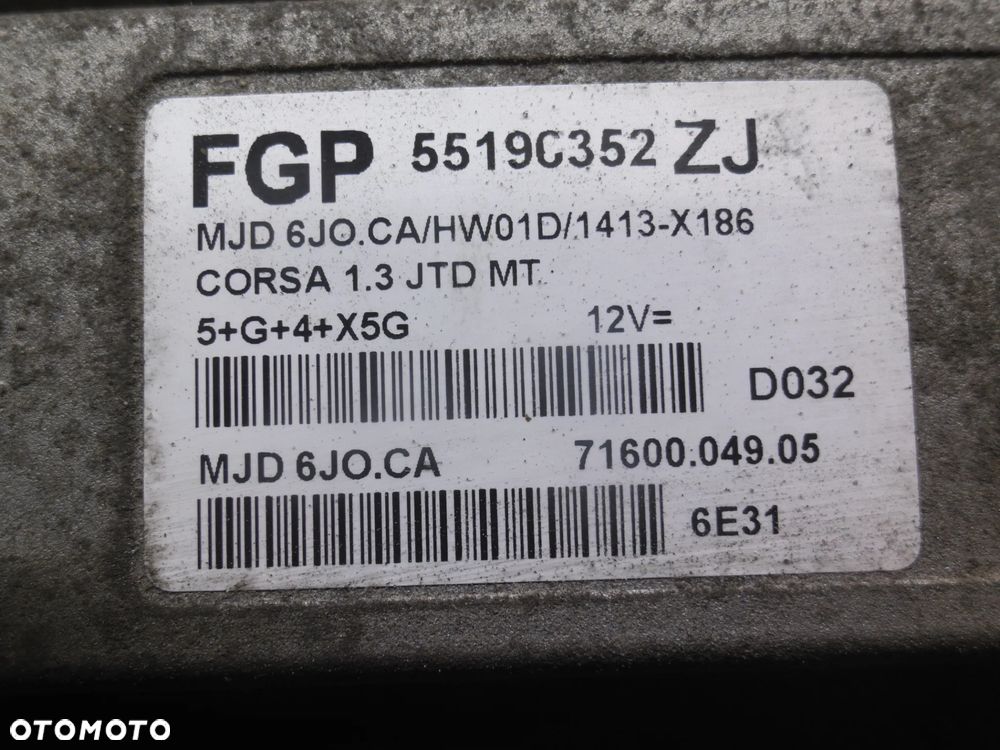 FGP 55190352 ZJ
MJD 6JO.CA/HW01D/1413-X186
CORSA 1.3 JTD MT
5+G+4+X5G 12V=
D032
MJD 6JO.CA 71600.049.05
6E31
OTOMOTO